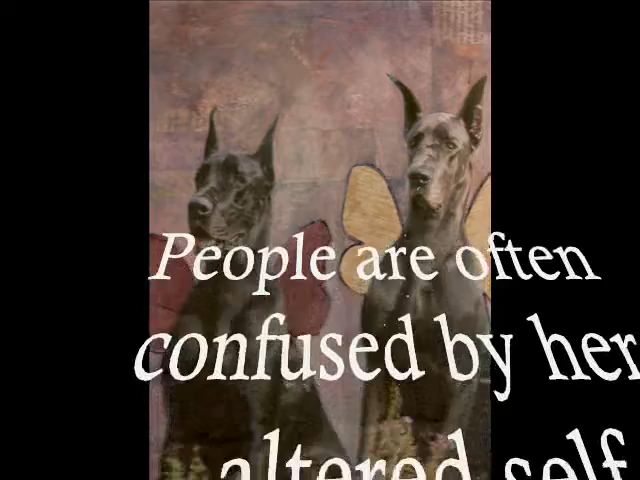 People are often
confused by her
altered self